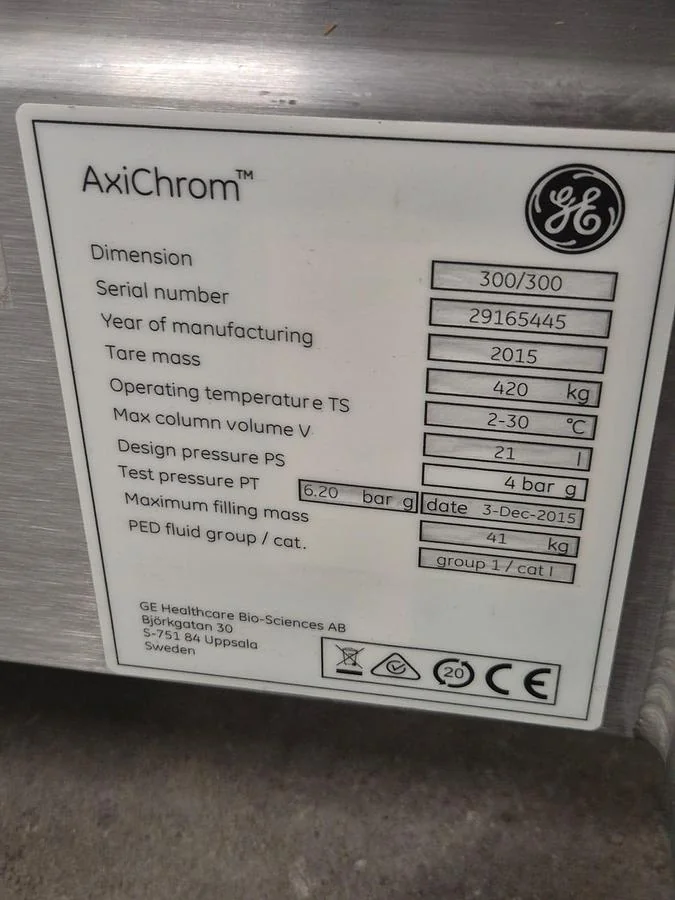 AxiChrom™
GE
Dimension 300/300
Serial number 29165445
Year of manufacturing 2015
Tare mass 420 kg
Operating temperature TS 2-30 °C
Max column volume V 21 l
Design pressure PS 4 bar g
Test pressure PT 6.20 bar g date 3-Dec-2015
Maximum filling mass 41 kg
PED fluid group / cat. group 1 / cat I
GE Healthcare Bio-Sciences AB
Björkgatan 30
S-751 84 Uppsala
Sweden
20 CE